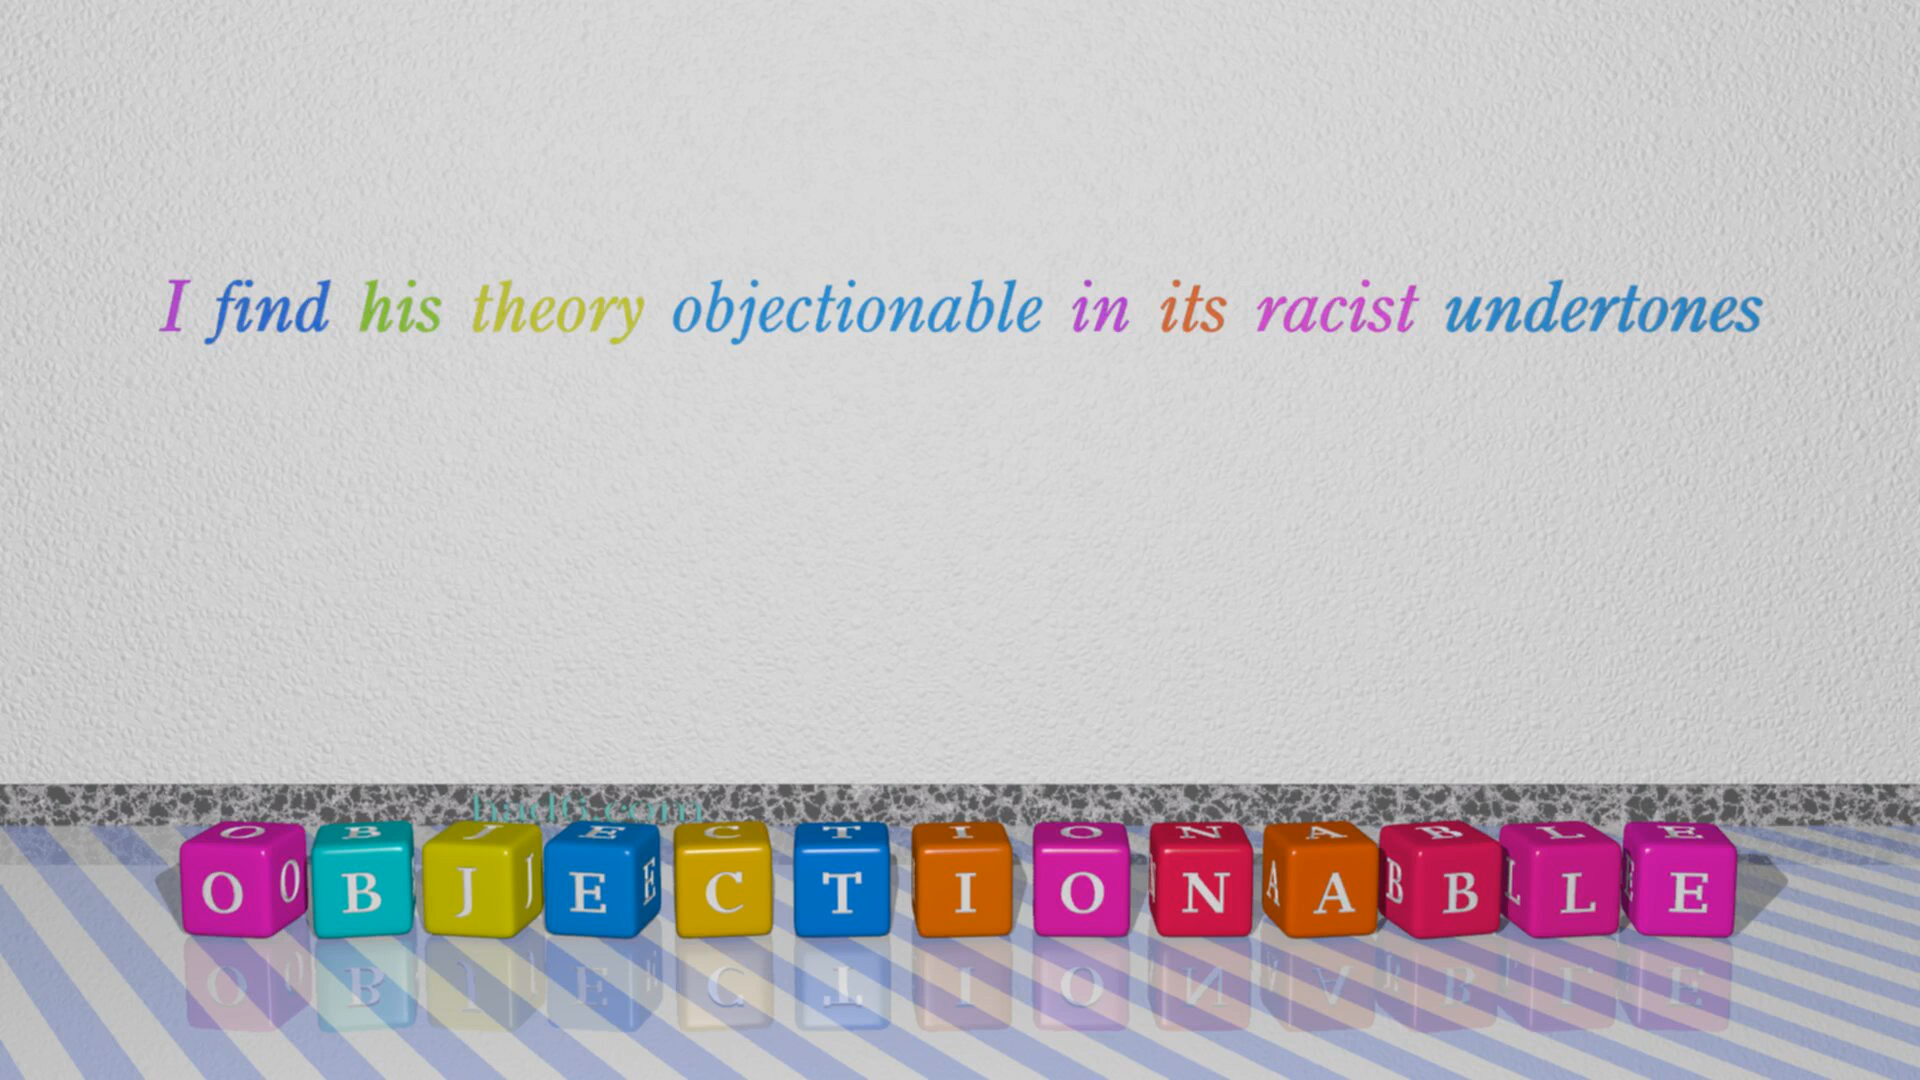 I find his theory objectionable in its racist undertones
OBJECTIONABLE